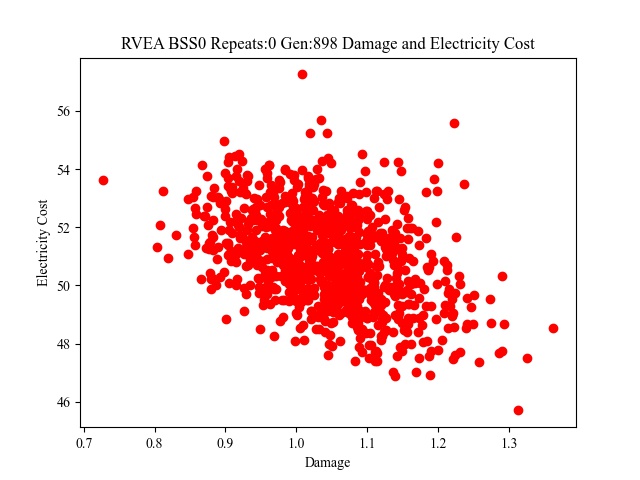 RVEA BSS0 Repeats:0 Gen:898 Damage and Electricity Cost
56
54
52
50
48
46
Electricity Cost
0.7 0.8 0.9 1.0 1.1 1.2 1.3
Damage